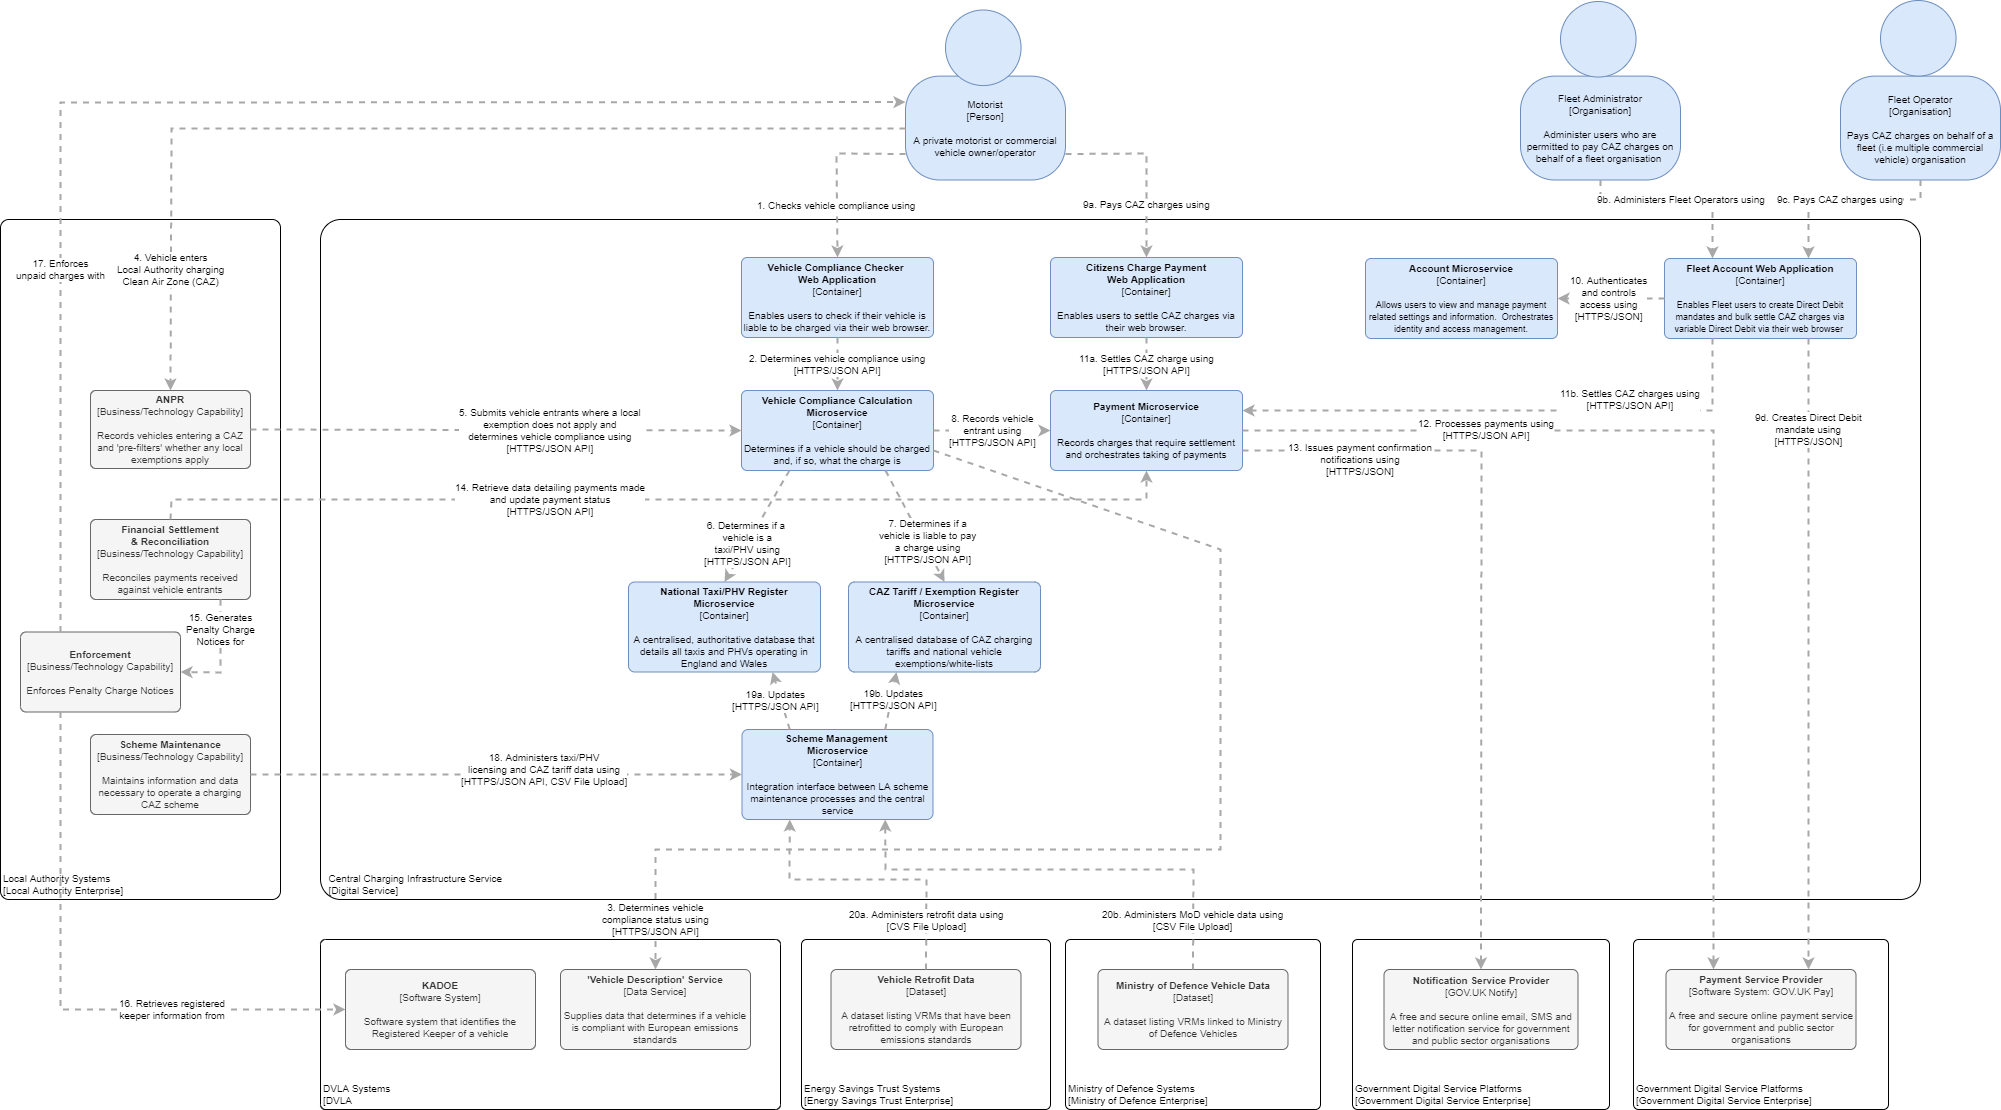 Motorist
[Person]
A private motorist or commercial
vehicle owner/operator
Fleet Administrator
[Organisation]
Administer users who are
permitted to pay CAZ charges on
behalf of a fleet organisation
Fleet Operator
[Organisation]
Pays CAZ charges on behalf of a
fleet (i.e multiple commercial
vehicle) organisation
1. Checks vehicle compliance using
9a. Pays CAZ charges using
9b. Administers Fleet Operators using
9c. Pays CAZ charges using
17. Enforces
unpaid charges with
4. Vehicle enters
Local Authority charging
Clean Air Zone (CAZ)
Vehicle Compliance Checker
Web Application
[Container]
Enables users to check if their vehicle is
liable to be charged via their web browser.
Citizens Charge Payment
Web Application
[Container]
Enables users to settle CAZ charges via
their web browser.
Account Microservice
[Container]
Allows users to view and manage payment
related settings and information. Orchestrates
identity and access management.
10. Authenticates
and controls
access using
[HTTPS/JSON]
Fleet Account Web Application
[Container]
Enables Fleet users to create Direct Debit
mandates and bulk settle CAZ charges via
variable Direct Debit via their web browser
2. Determines vehicle compliance using
[HTTPS/JSON API]
11a. Settles CAZ charge using
[HTTPS/JSON API]
11b. Settles CAZ charges using
[HTTPS/JSON API]
9d. Creates Direct Debit
mandate using
[HTTPS/JSON]
ANPR
[Business/Technology Capability]
Records vehicles entering a CAZ
and 'pre-filters' whether any local
exemptions apply
5. Submits vehicle entrants where a local
exemption does not apply and
determines vehicle compliance using
[HTTPS/JSON API]
Vehicle Compliance Calculation
Microservice
[Container]
Determines if a vehicle should be charged
and, if so, what the charge is
8. Records vehicle
entrant using
[HTTPS/JSON API]
Payment Microservice
[Container]
Records charges that require settlement
and orchestrates taking of payments
12. Processes payments using
[HTTPS/JSON API]
13. Issues payment confirmation
notifications using
[HTTPS/JSON]
14. Retrieve data detailing payments made
and update payment status
[HTTPS/JSON API]
Financial Settlement
& Reconciliation
[Business/Technology Capability]
Reconciles payments received
against vehicle entrants
6. Determines if a
vehicle is a
taxi/PHV using
[HTTPS/JSON API]
7. Determines if a
vehicle is liable to pay
a charge using
[HTTPS/JSON API]
15. Generates
Penalty Charge
Notices for
National Taxi/PHV Register
Microservice
[Container]
A centralised, authoritative database that
details all taxis and PHVs operating in
England and Wales
CAZ Tariff / Exemption Register
Microservice
[Container]
A centralised database of CAZ charging
tariffs and national vehicle
exemptions/white-lists
Enforcement
[Business/Technology Capability]
Enforces Penalty Charge Notices
19a. Updates
[HTTPS/JSON API]
19b. Updates
[HTTPS/JSON API]
Scheme Maintenance
[Business/Technology Capability]
Maintains information and data
necessary to operate a charging
CAZ scheme
18. Administers taxi/PHV
licensing and CAZ tariff data using
[HTTPS/JSON API, CSV File Upload]
Scheme Management
Microservice
[Container]
Integration interface between LA scheme
maintenance processes and the central
service
Local Authority Systems
[Local Authority Enterprise]
Central Charging Infrastructure Service
[Digital Service]
3. Determines vehicle
compliance status using
[HTTPS/JSON API]
20a. Administers retrofit data using
[CVS File Upload]
20b. Administers MoD vehicle data using
[CSV File Upload]
16. Retrieves registered
keeper information from
KADOE
[Software System]
Software system that identifies the
Registered Keeper of a vehicle
'Vehicle Description' Service
[Data Service]
Supplies data that determines if a vehicle
is compliant with European emissions
standards
Vehicle Retrofit Data
[Dataset]
A dataset listing VRMs that have been
retrofitted to comply with European
emissions standards
Ministry of Defence Vehicle Data
[Dataset]
A dataset listing VRMs linked to Ministry
of Defence Vehicles
Notification Service Provider
[GOV.UK Notify]
A free and secure online email, SMS and
letter notification service for government
and public sector organisations
Payment Service Provider
[Software System: GOV.UK Pay]
A free and secure online payment service
for government and public sector
organisations
DVLA Systems
[DVLA
Energy Savings Trust Systems
[Energy Savings Trust Enterprise]
Ministry of Defence Systems
[Ministry of Defence Enterprise]
Government Digital Service Platforms
[Government Digital Service Enterprise]
Government Digital Service Platforms
[Government Digital Service Enterprise]